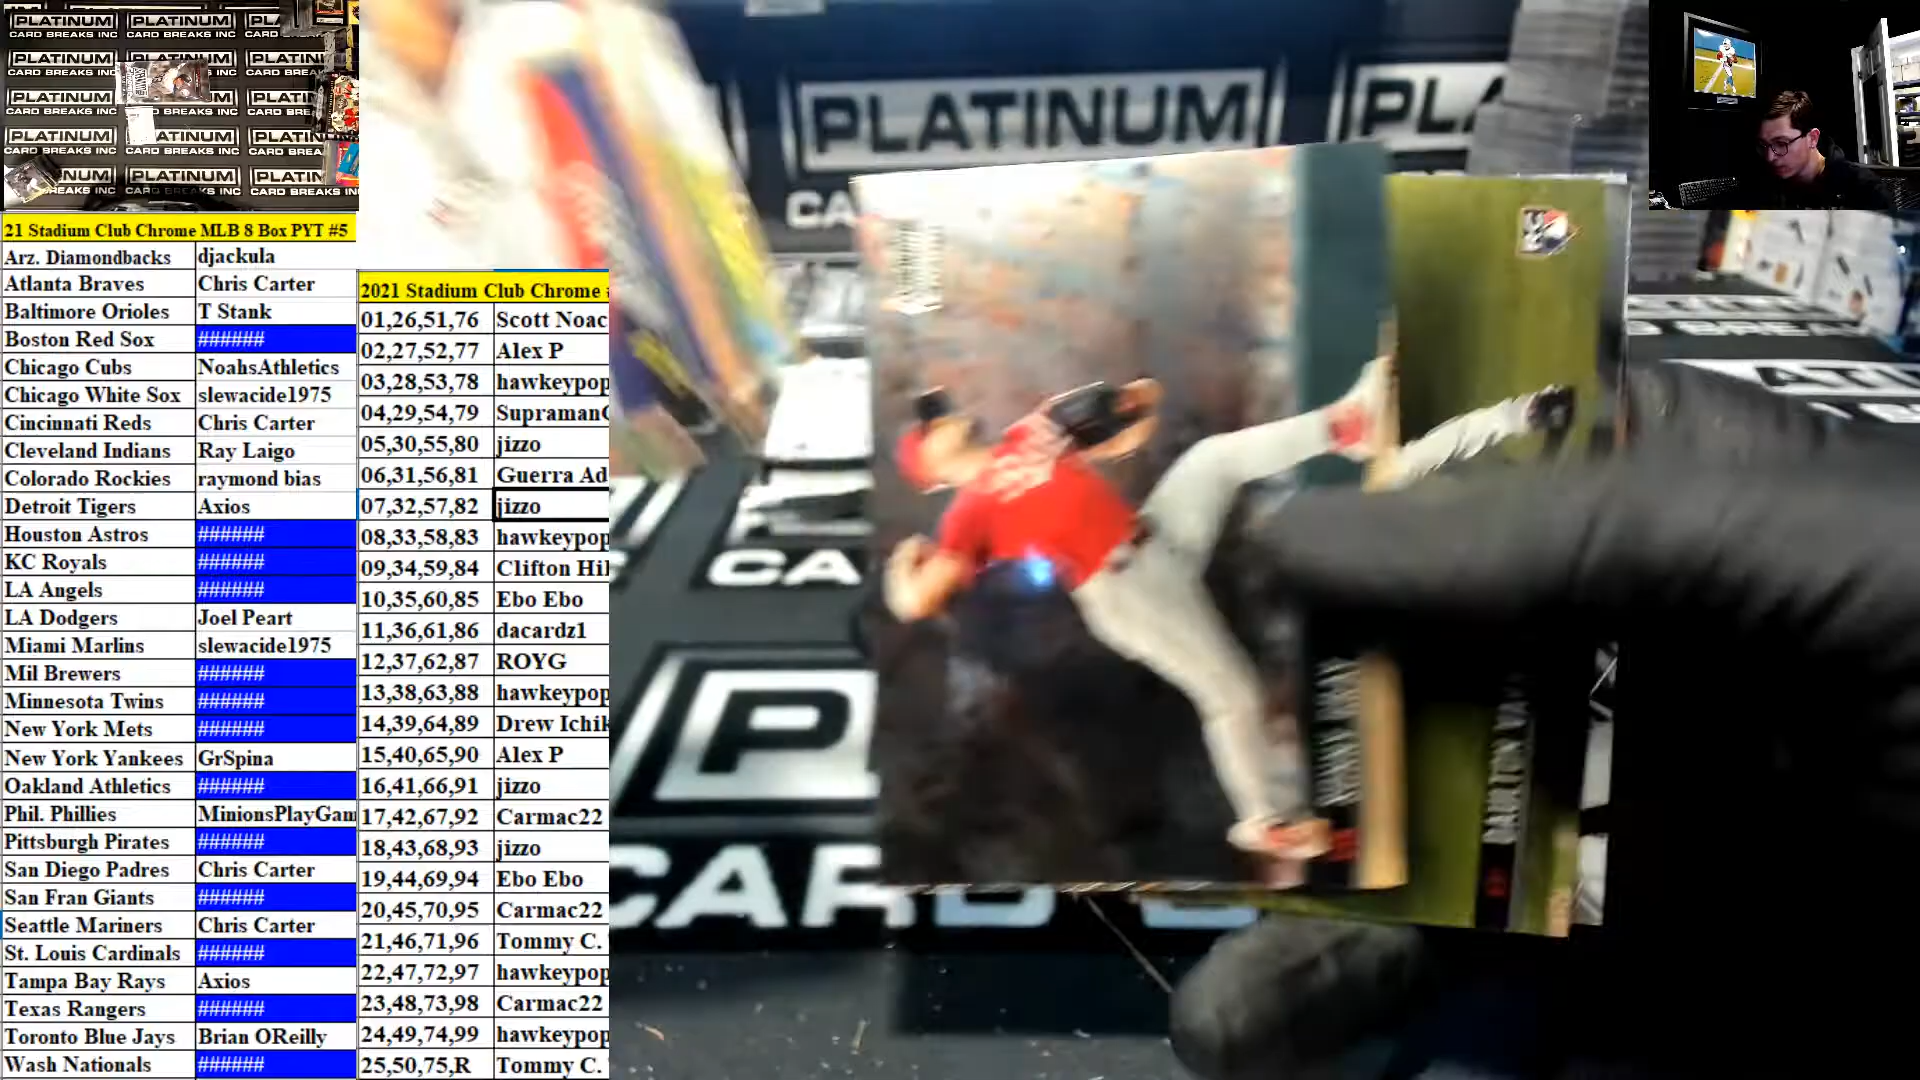 PLATINUM
CARD BREAKS INC
PLATINUM
CARD BREAKS INC
PLATINUM
CARD BREAKS INC
PLATINUM
CARD BREAKS INC
PLATINUM
CA
21 Stadium Club Chrome MLB 8 Box PYT #5
Arz. Diamondbacks djackula
Atlanta Braves Chris Carter
Baltimore Orioles T Stank
Boston Red Sox ######
Chicago Cubs NoahsAthletics
Chicago White Sox slewacide1975
Cincinnati Reds Chris Carter
Cleveland Indians Ray Laigo
Colorado Rockies raymond bias
Detroit Tigers Axios
Houston Astros ######
KC Royals ######
LA Angels ######
LA Dodgers Joel Peart
Miami Marlins slewacide1975
Mil Brewers ######
Minnesota Twins ######
New York Mets ######
New York Yankees GrSpina
Oakland Athletics ######
Phil. Phillies MinionsPlayGam
Pittsburgh Pirates ######
San Diego Padres Chris Carter
San Fran Giants ######
Seattle Mariners Chris Carter
St. Louis Cardinals ######
Tampa Bay Rays Axios
Texas Rangers ######
Toronto Blue Jays Brian OReilly
Wash Nationals ######
2021 Stadium Club Chrome
01,26,51,76 Scott Noac
02,27,52,77 Alex P
03,28,53,78 hawkeypop
04,29,54,79 Supraman
05,30,55,80 jizzo
06,31,56,81 Guerra Ad
07,32,57,82 jizzo
08,33,58,83 hawkeypop
09,34,59,84 Clifton Hil
10,35,60,85 Ebo Ebo
11,36,61,86 dacardz1
12,37,62,87 ROYG
13,38,63,88 hawkeypop
14,39,64,89 Drew Ichik
15,40,65,90 Alex P
16,41,66,91 jizzo
17,42,67,92 Carmac22
18,43,68,93 jizzo
19,44,69,94 Ebo Ebo
20,45,70,95 Carmac22
21,46,71,96 Tommy C.
22,47,72,97 hawkeypop
23,48,73,98 Carmac22
24,49,74,99 hawkeypop
25,50,75,R Tommy C.
CA
P
CARD
DAULTON VA